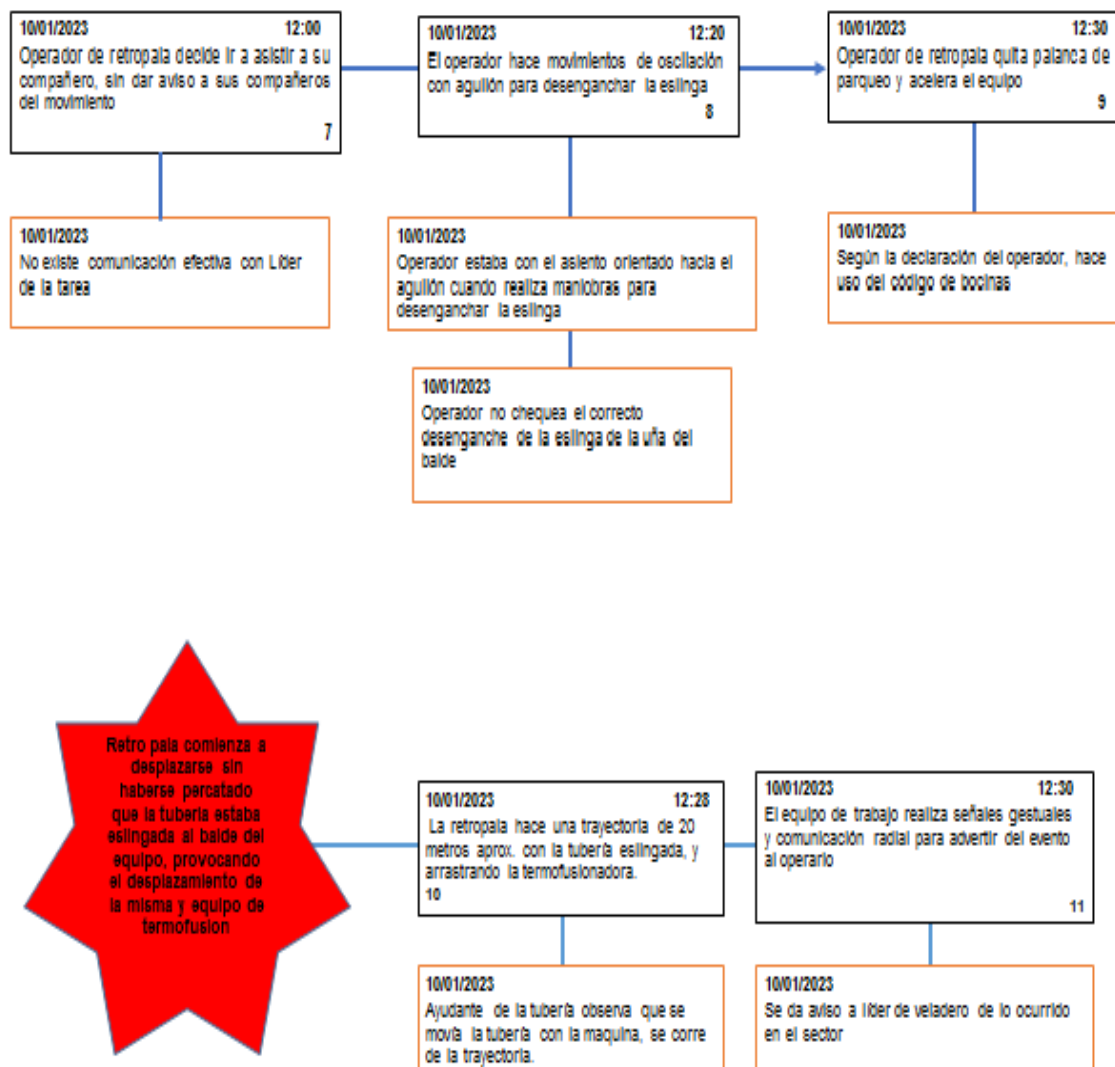 10/01/2023 12:00
Operador de retropala decide ir a asistir a su
compañero, sin dar aviso a sus compañeros
del movimiento
7
10/01/2023 12:20
El operador hace movimientos de oscilación
con aguilón para desenganchar la eslinga
8
10/01/2023 12:30
Operador de retropala quita palanca de
parqueo y acelera el equipo
9
10/01/2023
No existe comunicación efectiva con Líder
de la tarea
10/01/2023
Operador estaba con el asiento orientado hacia el
aguilón cuando realiza maniobras para
desenganchar la eslinga
10/01/2023
Según la declaración del operador, hace
uso del código de bocinas
10/01/2023
Operador no chequea el correcto
desenganche de la eslinga de la uña del
balde
Retro pala comienza a
desplazarse sin
haberse percatado
que la tubería estaba
eslingada al balde del
equipo, provocando
el desplazamiento de
la misma y equipo de
termofusion
10/01/2023 12:28
La retropala hace una trayectoria de 20
metros aprox. con la tubería eslingada, y
arrastrando la termofusionadora.
10
10/01/2023 12:30
El equipo de trabajo realiza señales gestuales
y comunicación radial para advertir del evento
al operario
11
10/01/2023
Ayudante de la tubería observa que se
movía la tubería con la maquina, se corre
de la trayectoria.
10/01/2023
Se da aviso a líder de veladero de lo ocurrido
en el sector